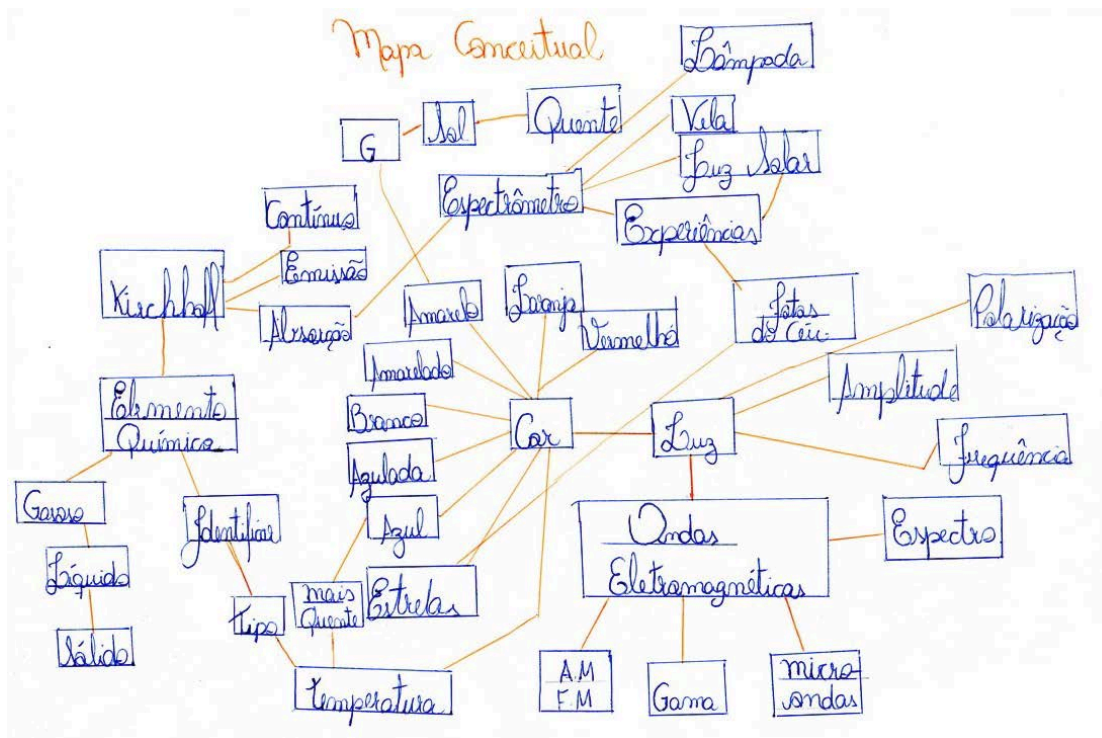 Mapa Conceitual
Lâmpada
Sol
Quente
Vela
G
Luz Solar
Espectrômetro
Contínuo
Experiências
Emissão
Kirchhoff
Absorção
Amarelo
Laranja
Vermelho
Fotos
do Céu.
Polarização
Amarelado
Amplitude
Elemento
Químico
Branco
Cor
Luz
Frequência
Azulada
Gasoso
Identificar
Azul
Ondas
Eletromagnéticas
Espectro
Líquido
mais
Quente
Estrelas
tipo
Sólido
temperatura
A.M
F.M
Gama
micro-
ondas